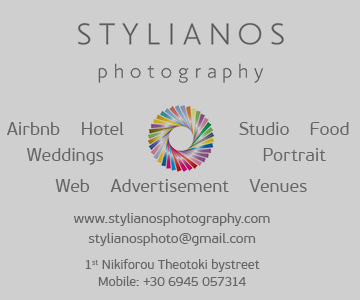 STYLIANOS
photography
Airbnb Hotel Studio Food
Weddings Portrait
Web Advertisement Venues
www.stylianosphotography.com
stylianosphoto@gmail.com
1st Nikiforou Theotoki bystreet
Mobile: +30 6945 057314